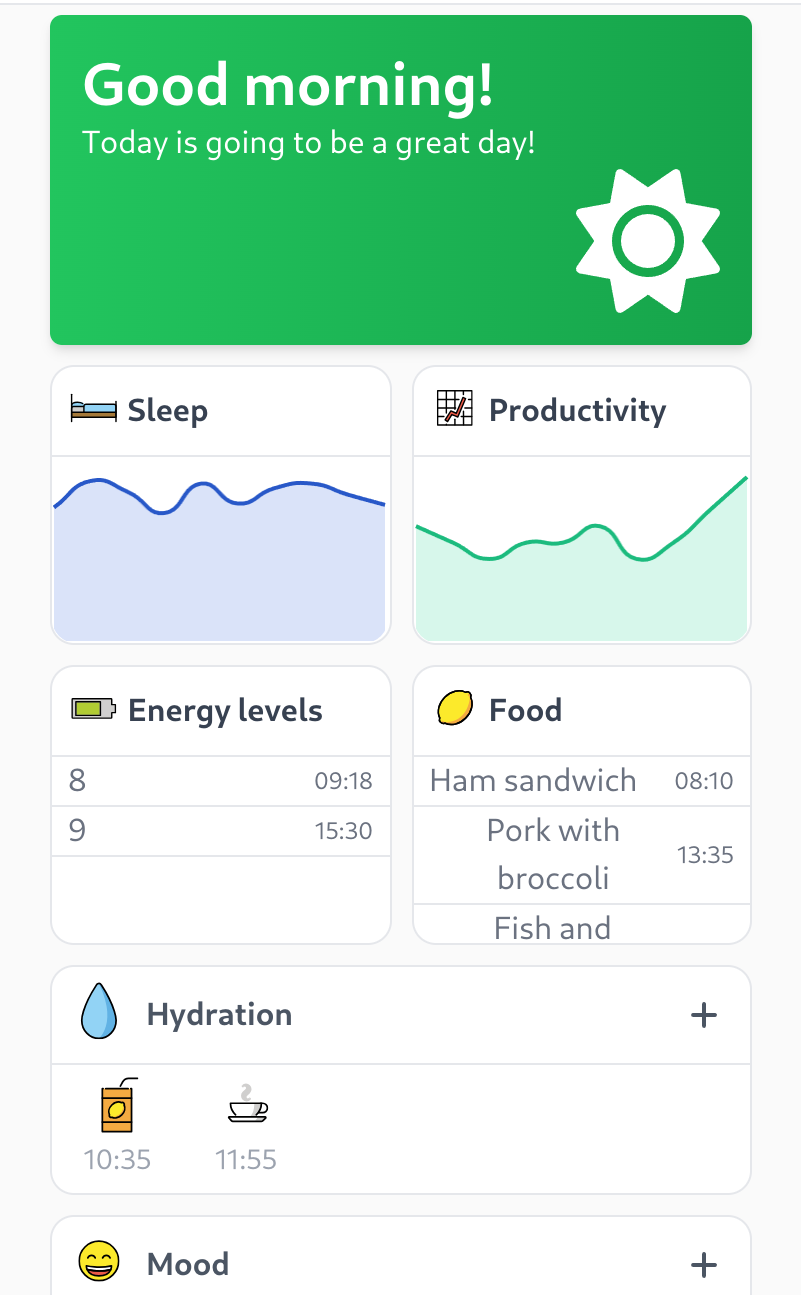 Good morning!
Today is going to be a great day!
Sleep
Productivity
Energy levels
8 09:18
9 15:30
Food
Ham sandwich 08:10
Pork with
broccoli
13:35
Fish and
Hydration +
10:35 11:55
Mood +